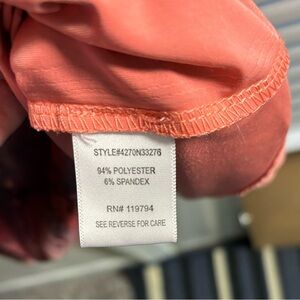 STYLE#4270N33276
94% POLYESTER
6% SPANDEX
RN# 119794
SEE REVERSE FOR CARE